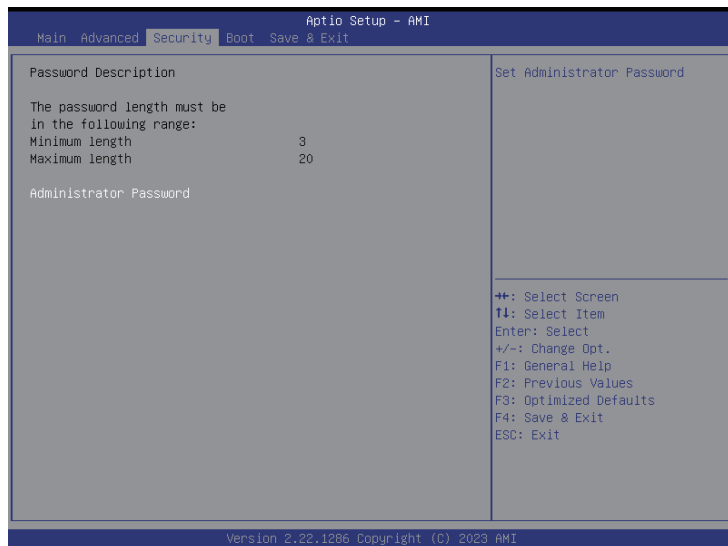 Aptio Setup – AMI
Main Advanced Security Boot Save & Exit
Password Description
The password length must be
in the following range:
Minimum length 3
Maximum length 20
Administrator Password
Set Administrator Password
→←: Select Screen
↑↓: Select Item
Enter: Select
+/-: Change Opt.
F1: General Help
F2: Previous Values
F3: Optimized Defaults
F4: Save & Exit
ESC: Exit
Version 2.22.1286 Copyright (C) 2023 AMI